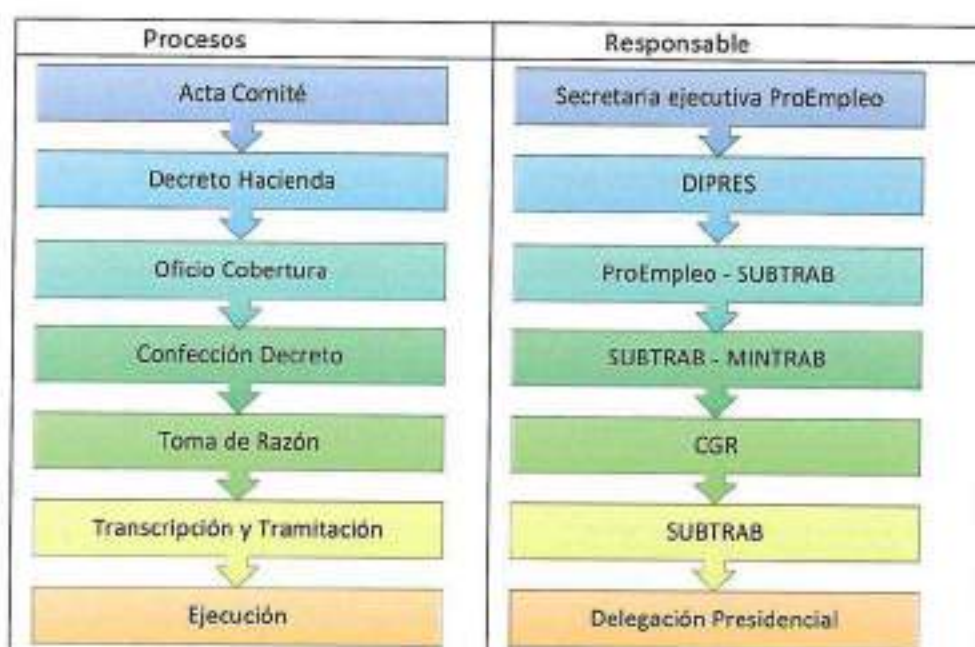 Procesos
Responsable
Acta Comité
Secretaria ejecutiva ProEmpleo
Decreto Hacienda
DIPRES
Oficio Cobertura
ProEmpleo - SUBTRAB
Confección Decreto
SUBTRAB - MINTRAB
Toma de Razón
CGR
Transcripción y Tramitación
SUBTRAB
Ejecución
Delegación Presidencial